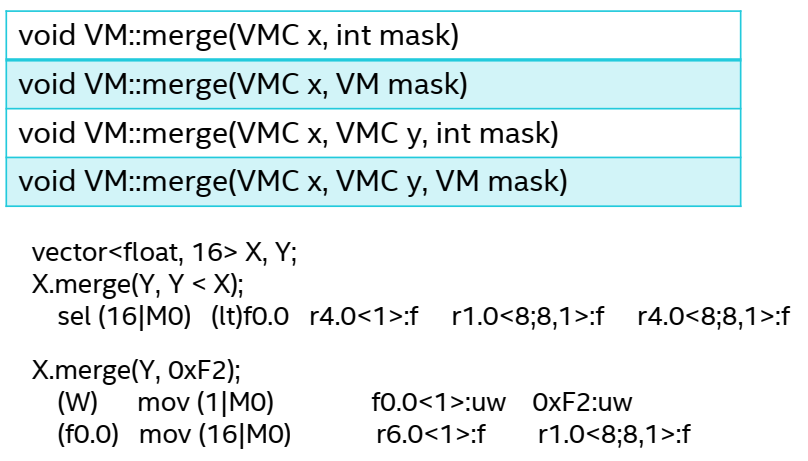 void VM::merge(VMC x, int mask)
void VM::merge(VMC x, VM mask)
void VM::merge(VMC x, VMC y, int mask)
void VM::merge(VMC x, VMC y, VM mask)
vector<float, 16> X, Y;
X.merge(Y, Y < X);
sel (16|M0) (lt)f0.0 r4.0<1>:f r1.0<8;8,1>:f r4.0<8;8,1>:f
X.merge(Y, 0xF2);
(W) mov (1|M0) f0.0<1>:uw 0xF2:uw
(f0.0) mov (16|M0) r6.0<1>:f r1.0<8;8,1>:f